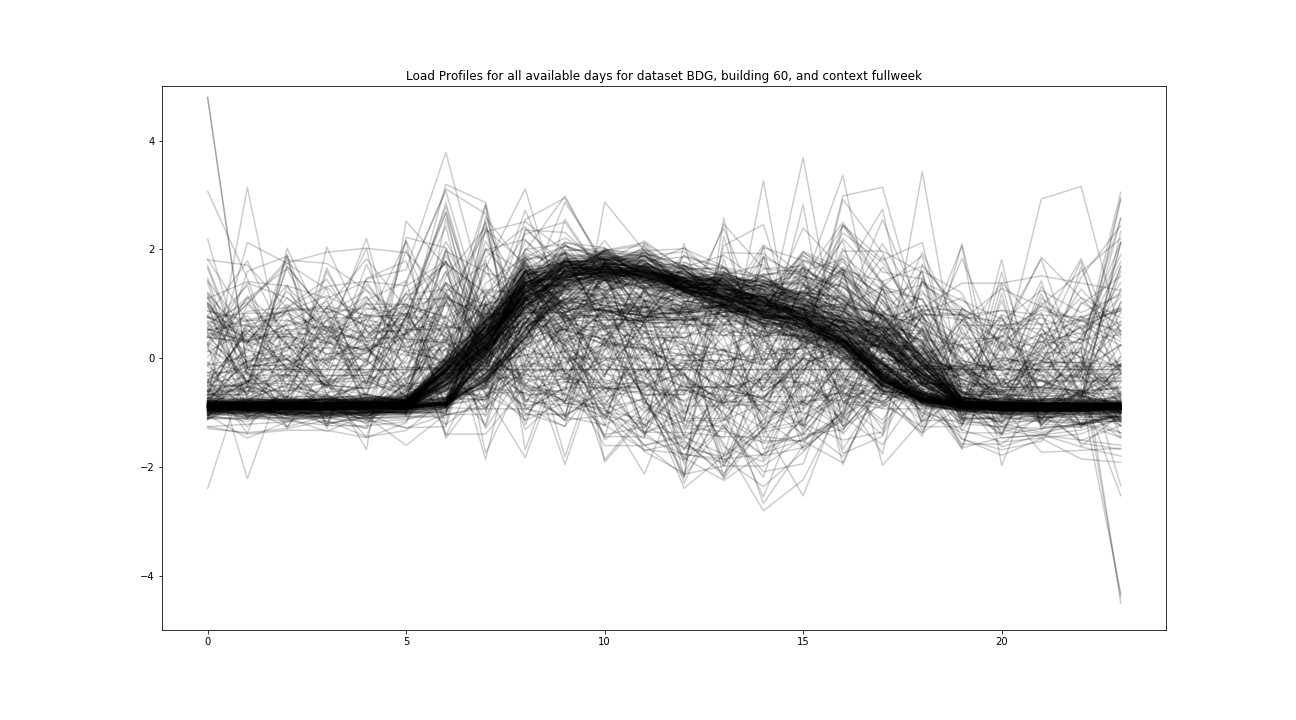 Load Profiles for all available days for dataset BDG, building 60, and context fullweek
4
2
0
−2
−4
0 5 10 15 20